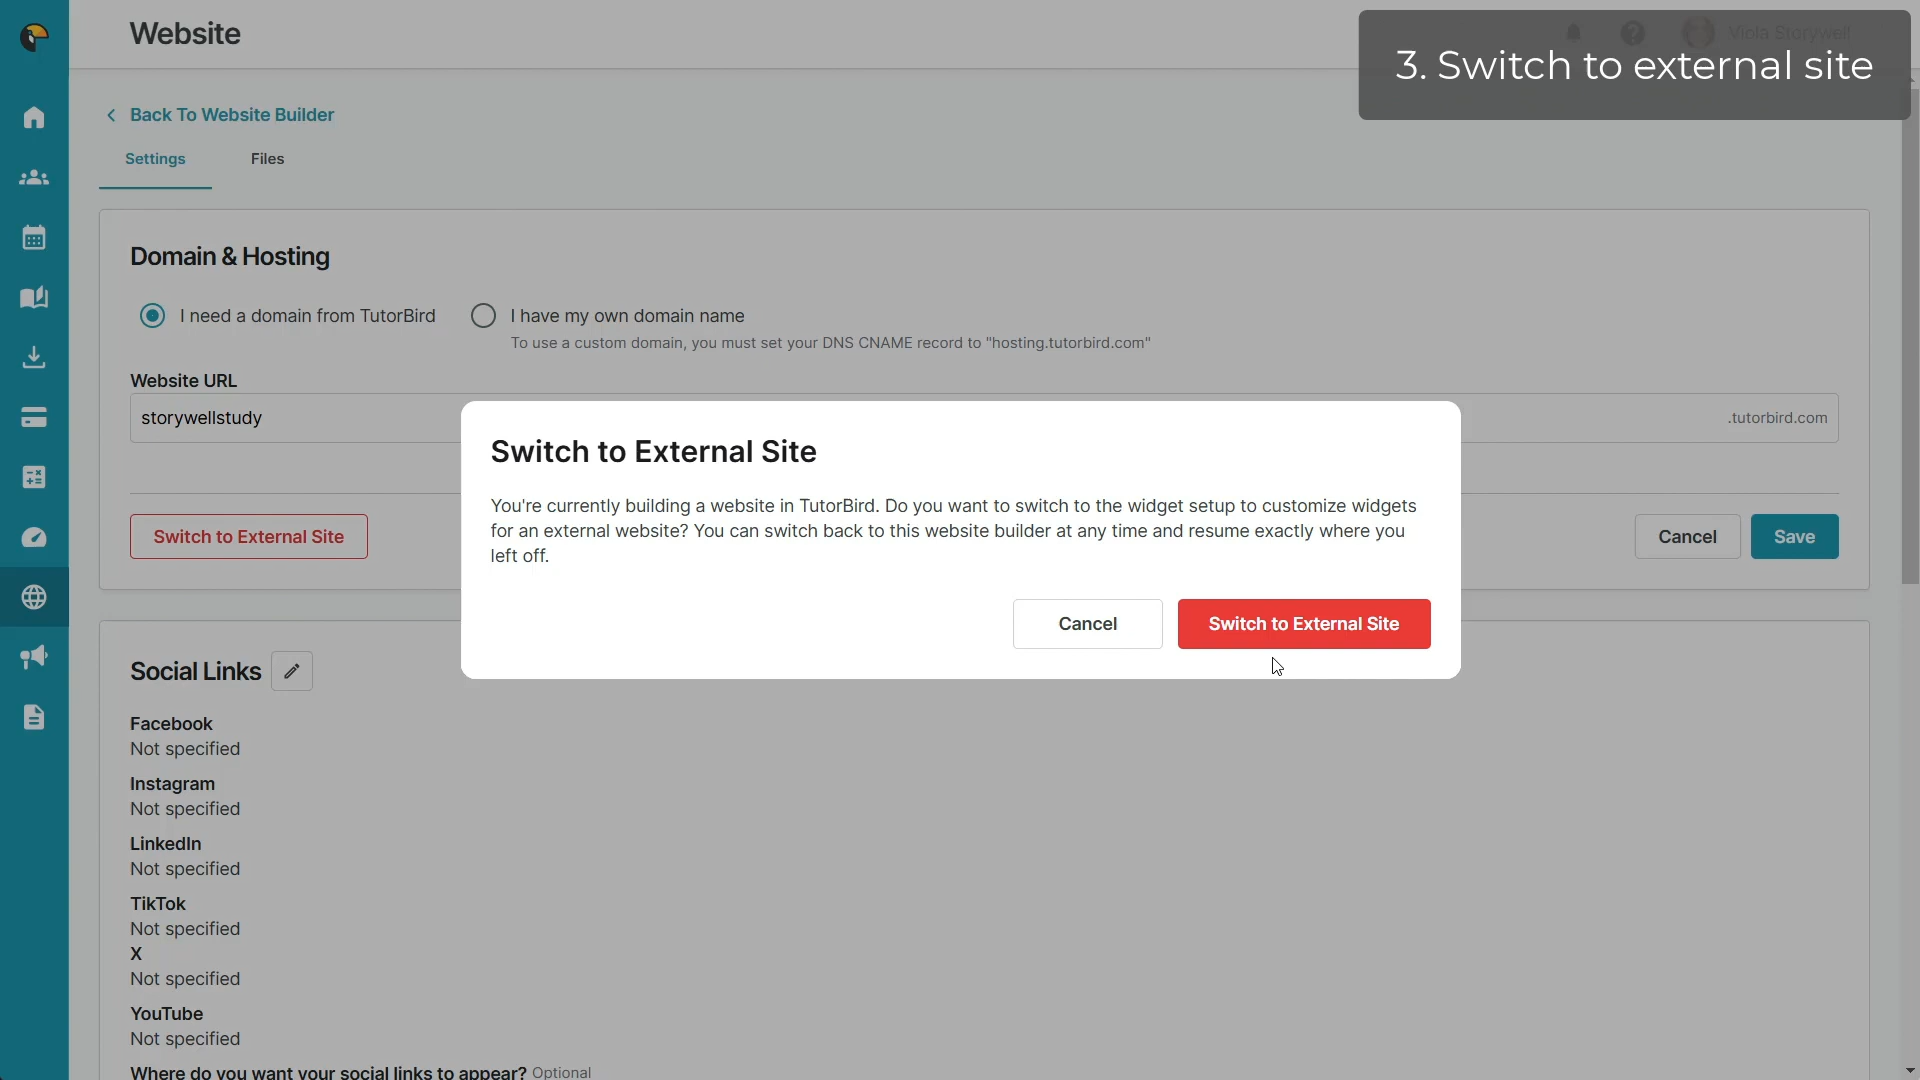 Website
Viola Storywell
3. Switch to external site
Back To Website Builder
Settings
Files
Domain & Hosting
I need a domain from TutorBird
I have my own domain name
To use a custom domain, you must set your DNS CNAME record to "hosting.tutorbird.com"
Website URL
storywellstudy
.tutorbird.com
Switch to External Site
Cancel
Save
Switch to External Site
You're currently building a website in TutorBird. Do you want to switch to the widget setup to customize widgets
for an external website? You can switch back to this website builder at any time and resume exactly where you
left off.
Cancel
Switch to External Site
Social Links
Facebook
Not specified
Instagram
Not specified
LinkedIn
Not specified
TikTok
Not specified
X
Not specified
YouTube
Not specified
Where do you want your social links to appear? Optional